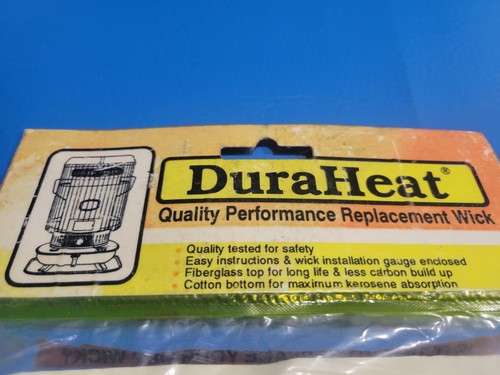 DuraHeat®
Quality Performance Replacement Wick
Quality tested for safety
Easy instructions & wick installation gauge enclosed
Fiberglass top for long life & less carbon build up
Cotton bottom for maximum kerosene absorption